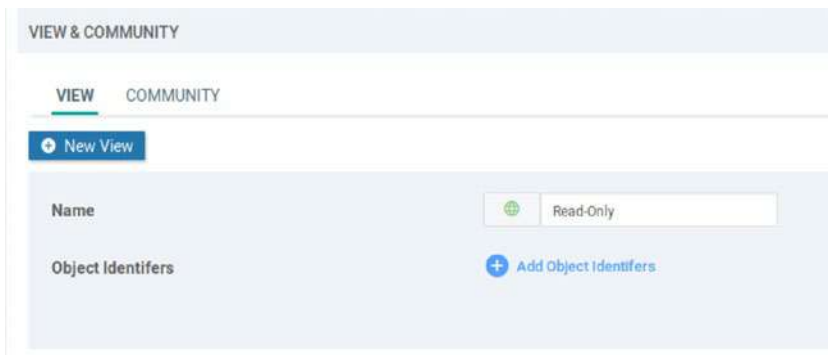 VIEW & COMMUNITY
VIEW COMMUNITY
New View
Name Read-Only
Object Identifers Add Object Identifers